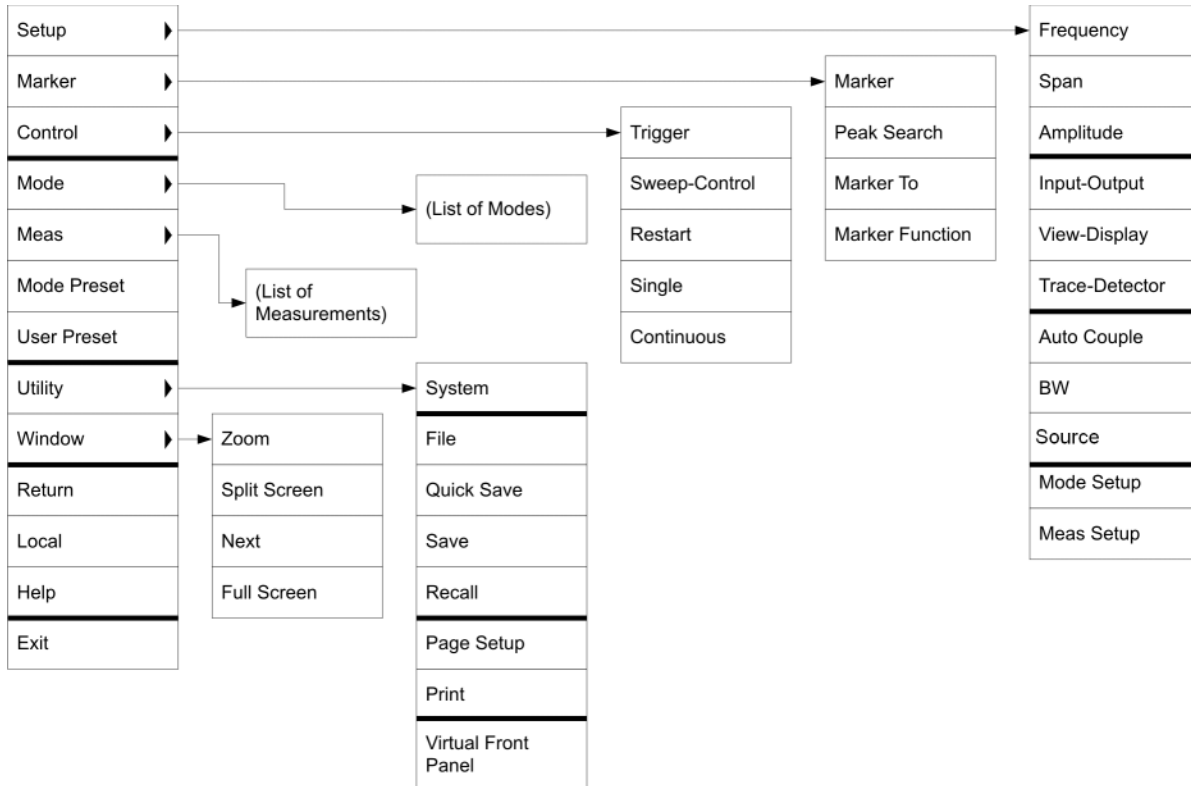 Setup
Marker
Control
Mode
Meas
Mode Preset
User Preset
Utility
Window
Return
Local
Help
Exit
(List of
Measurements)
Zoom
Split Screen
Next
Full Screen
(List of Modes)
System
File
Quick Save
Save
Recall
Page Setup
Print
Virtual Front
Panel
Trigger
Sweep-Control
Restart
Single
Continuous
Marker
Peak Search
Marker To
Marker Function
Frequency
Span
Amplitude
Input-Output
View-Display
Trace-Detector
Auto Couple
BW
Source
Mode Setup
Meas Setup